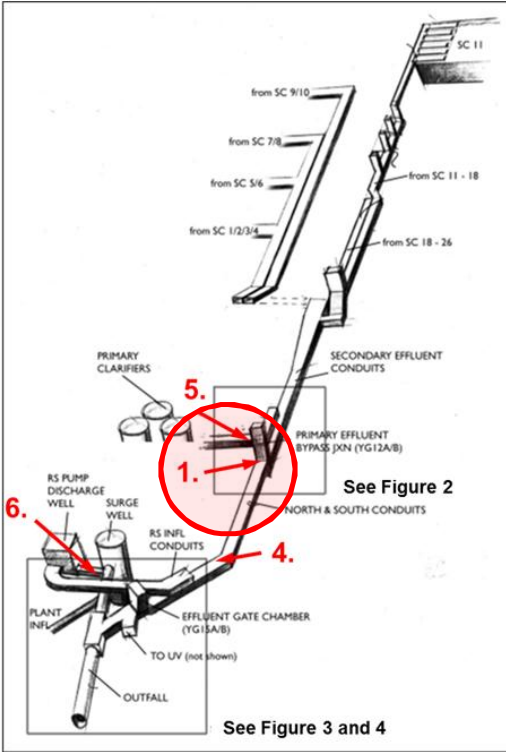 SC 11
from SC 9/10
from SC 7/8
from SC 5/6
from SC 1/2/3/4
from SC 11 - 18
from SC 18 - 26
SECONDARY EFFLUENT
CONDUITS
PRIMARY
CLARIFIERS
5.
PRIMARY EFFLUENT
BYPASS JXN (YG12A/B)
1.
See Figure 2
RS PUMP
DISCHARGE
WELL
SURGE
WELL
6.
NORTH & SOUTH CONDUITS
RS INFL
CONDUITS
4.
PLANT
INFL
EFFLUENT GATE CHAMBER
(YG15A/B)
TO UV (not shown)
OUTFALL
See Figure 3 and 4